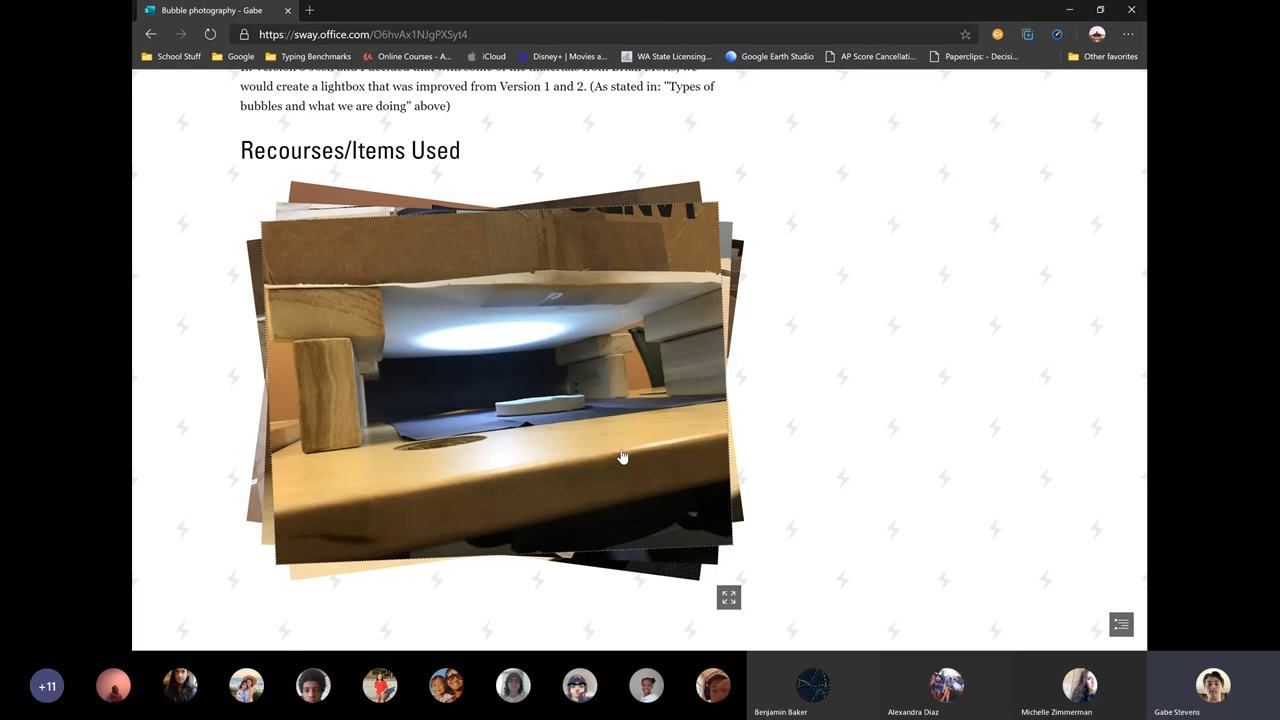 Bubble photography - Gabe
https://sway.office.com/O6hvAx1NJgPXSyt4
School Stuff
Google
Typing Benchmarks
Online Courses - A...
iCloud
Disney+ | Movies a...
WA State Licensing...
Google Earth Studio
AP Score Cancellati...
Paperclips: - Decisi...
Other favorites
would create a lightbox that was improved from Version 1 and 2. (As stated in: "Types of
bubbles and what we are doing" above)
Recourses/Items Used
+11
Benjamin Baker
Alexandra Diaz
Michelle Zimmerman
Gabe Stevens